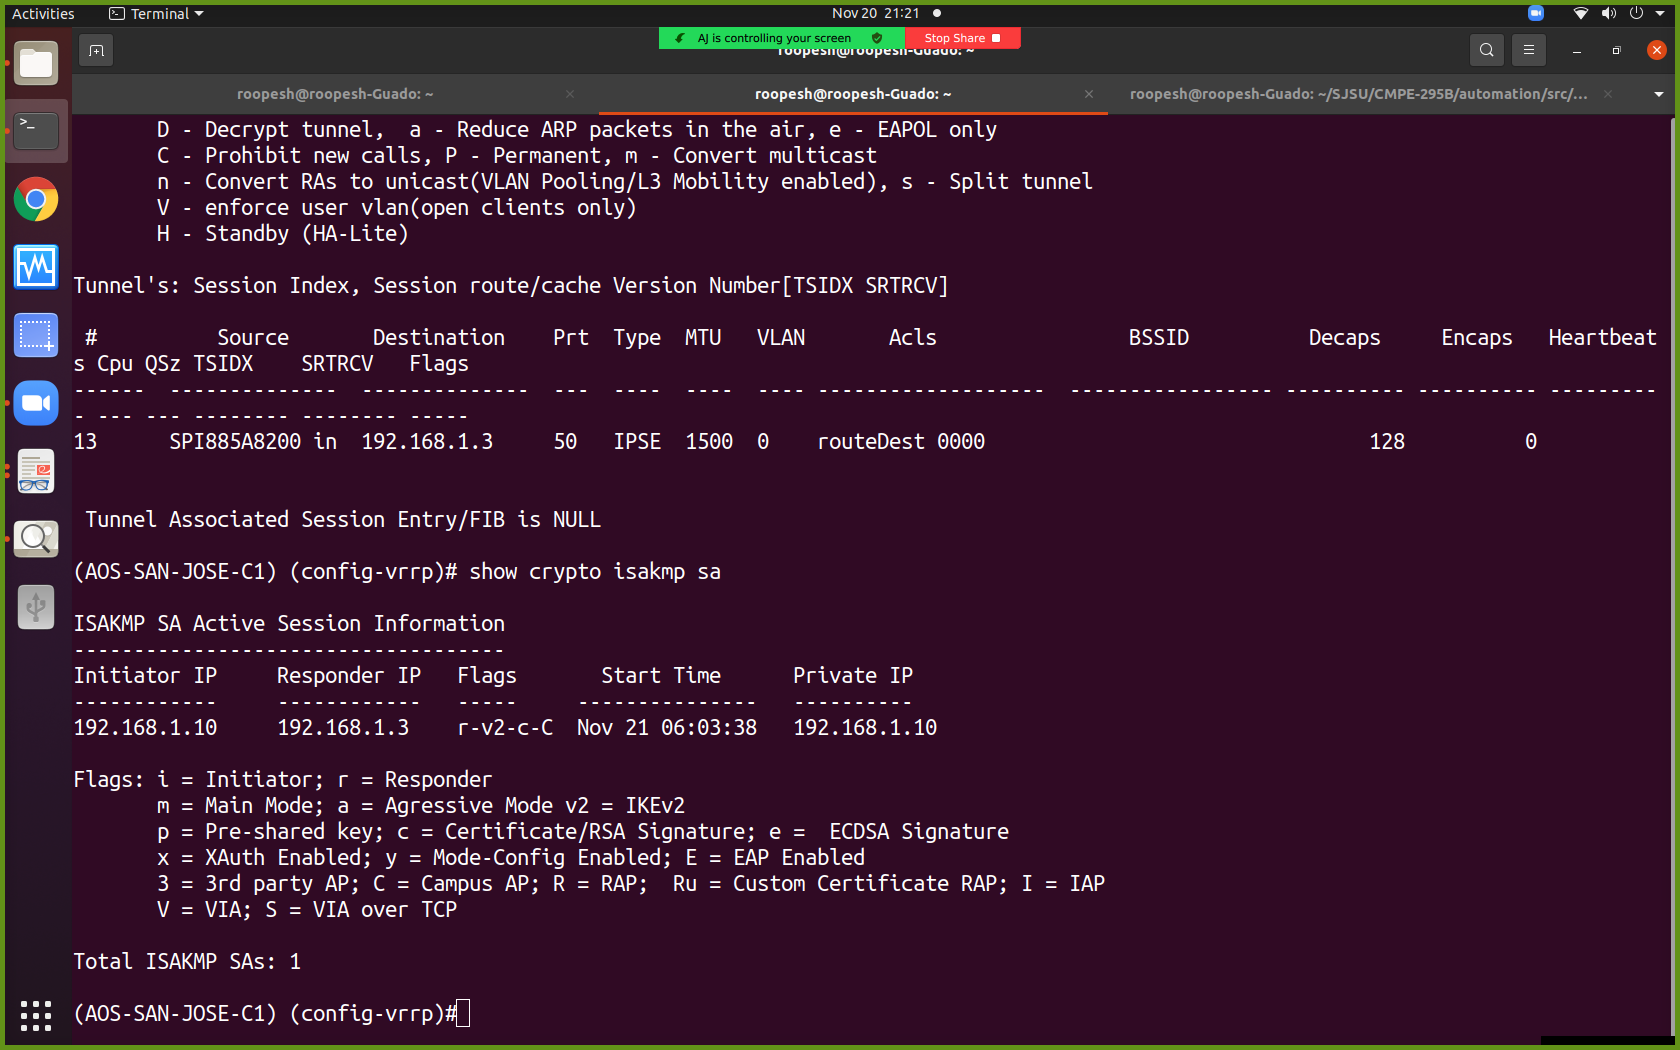 Activities
Terminal
Nov 20 21:21
AJ is controlling your screen
Stop Share
roopesh@roopesh-Guado: ~
roopesh@roopesh-Guado: ~
roopesh@roopesh-Guado: ~
roopesh@roopesh-Guado: ~/SJSU/CMPE-295B/automation/src/...
D - Decrypt tunnel,  a - Reduce ARP packets in the air, e - EAPOL only
C - Prohibit new calls, P - Permanent, m - Convert multicast
n - Convert RAs to unicast(VLAN Pooling/L3 Mobility enabled), s - Split tunnel
V - enforce user vlan(open clients only)
H - Standby (HA-Lite)
Tunnel's: Session Index, Session route/cache Version Number[TSIDX SRTRCV]
#          Source       Destination    Prt  Type  MTU   VLAN       Acls                BSSID          Decaps     Encaps   Heartbeat
s Cpu QSz TSIDX    SRTRCV   Flags
------  --------------  --------------  ---  ----  ----  ---- -------------------  ----------------- ---------- ---------- ---------
- --- --- -------- -------- -----
13      SPI885A8200 in  192.168.1.3     50   IPSE  1500  0    routeDest 0000                                128          0
Tunnel Associated Session Entry/FIB is NULL
(AOS-SAN-JOSE-C1) (config-vrrp)# show crypto isakmp sa
ISAKMP SA Active Session Information
------------------------------------
Initiator IP     Responder IP   Flags       Start Time      Private IP
------------     ------------   -----     ---------------   ----------
192.168.1.10     192.168.1.3    r-v2-c-C  Nov 21 06:03:38   192.168.1.10
Flags: i = Initiator; r = Responder
m = Main Mode; a = Agressive Mode v2 = IKEv2
p = Pre-shared key; c = Certificate/RSA Signature; e =  ECDSA Signature
x = XAuth Enabled; y = Mode-Config Enabled; E = EAP Enabled
3 = 3rd party AP; C = Campus AP; R = RAP;  Ru = Custom Certificate RAP; I = IAP
V = VIA; S = VIA over TCP
Total ISAKMP SAs: 1
(AOS-SAN-JOSE-C1) (config-vrrp)#